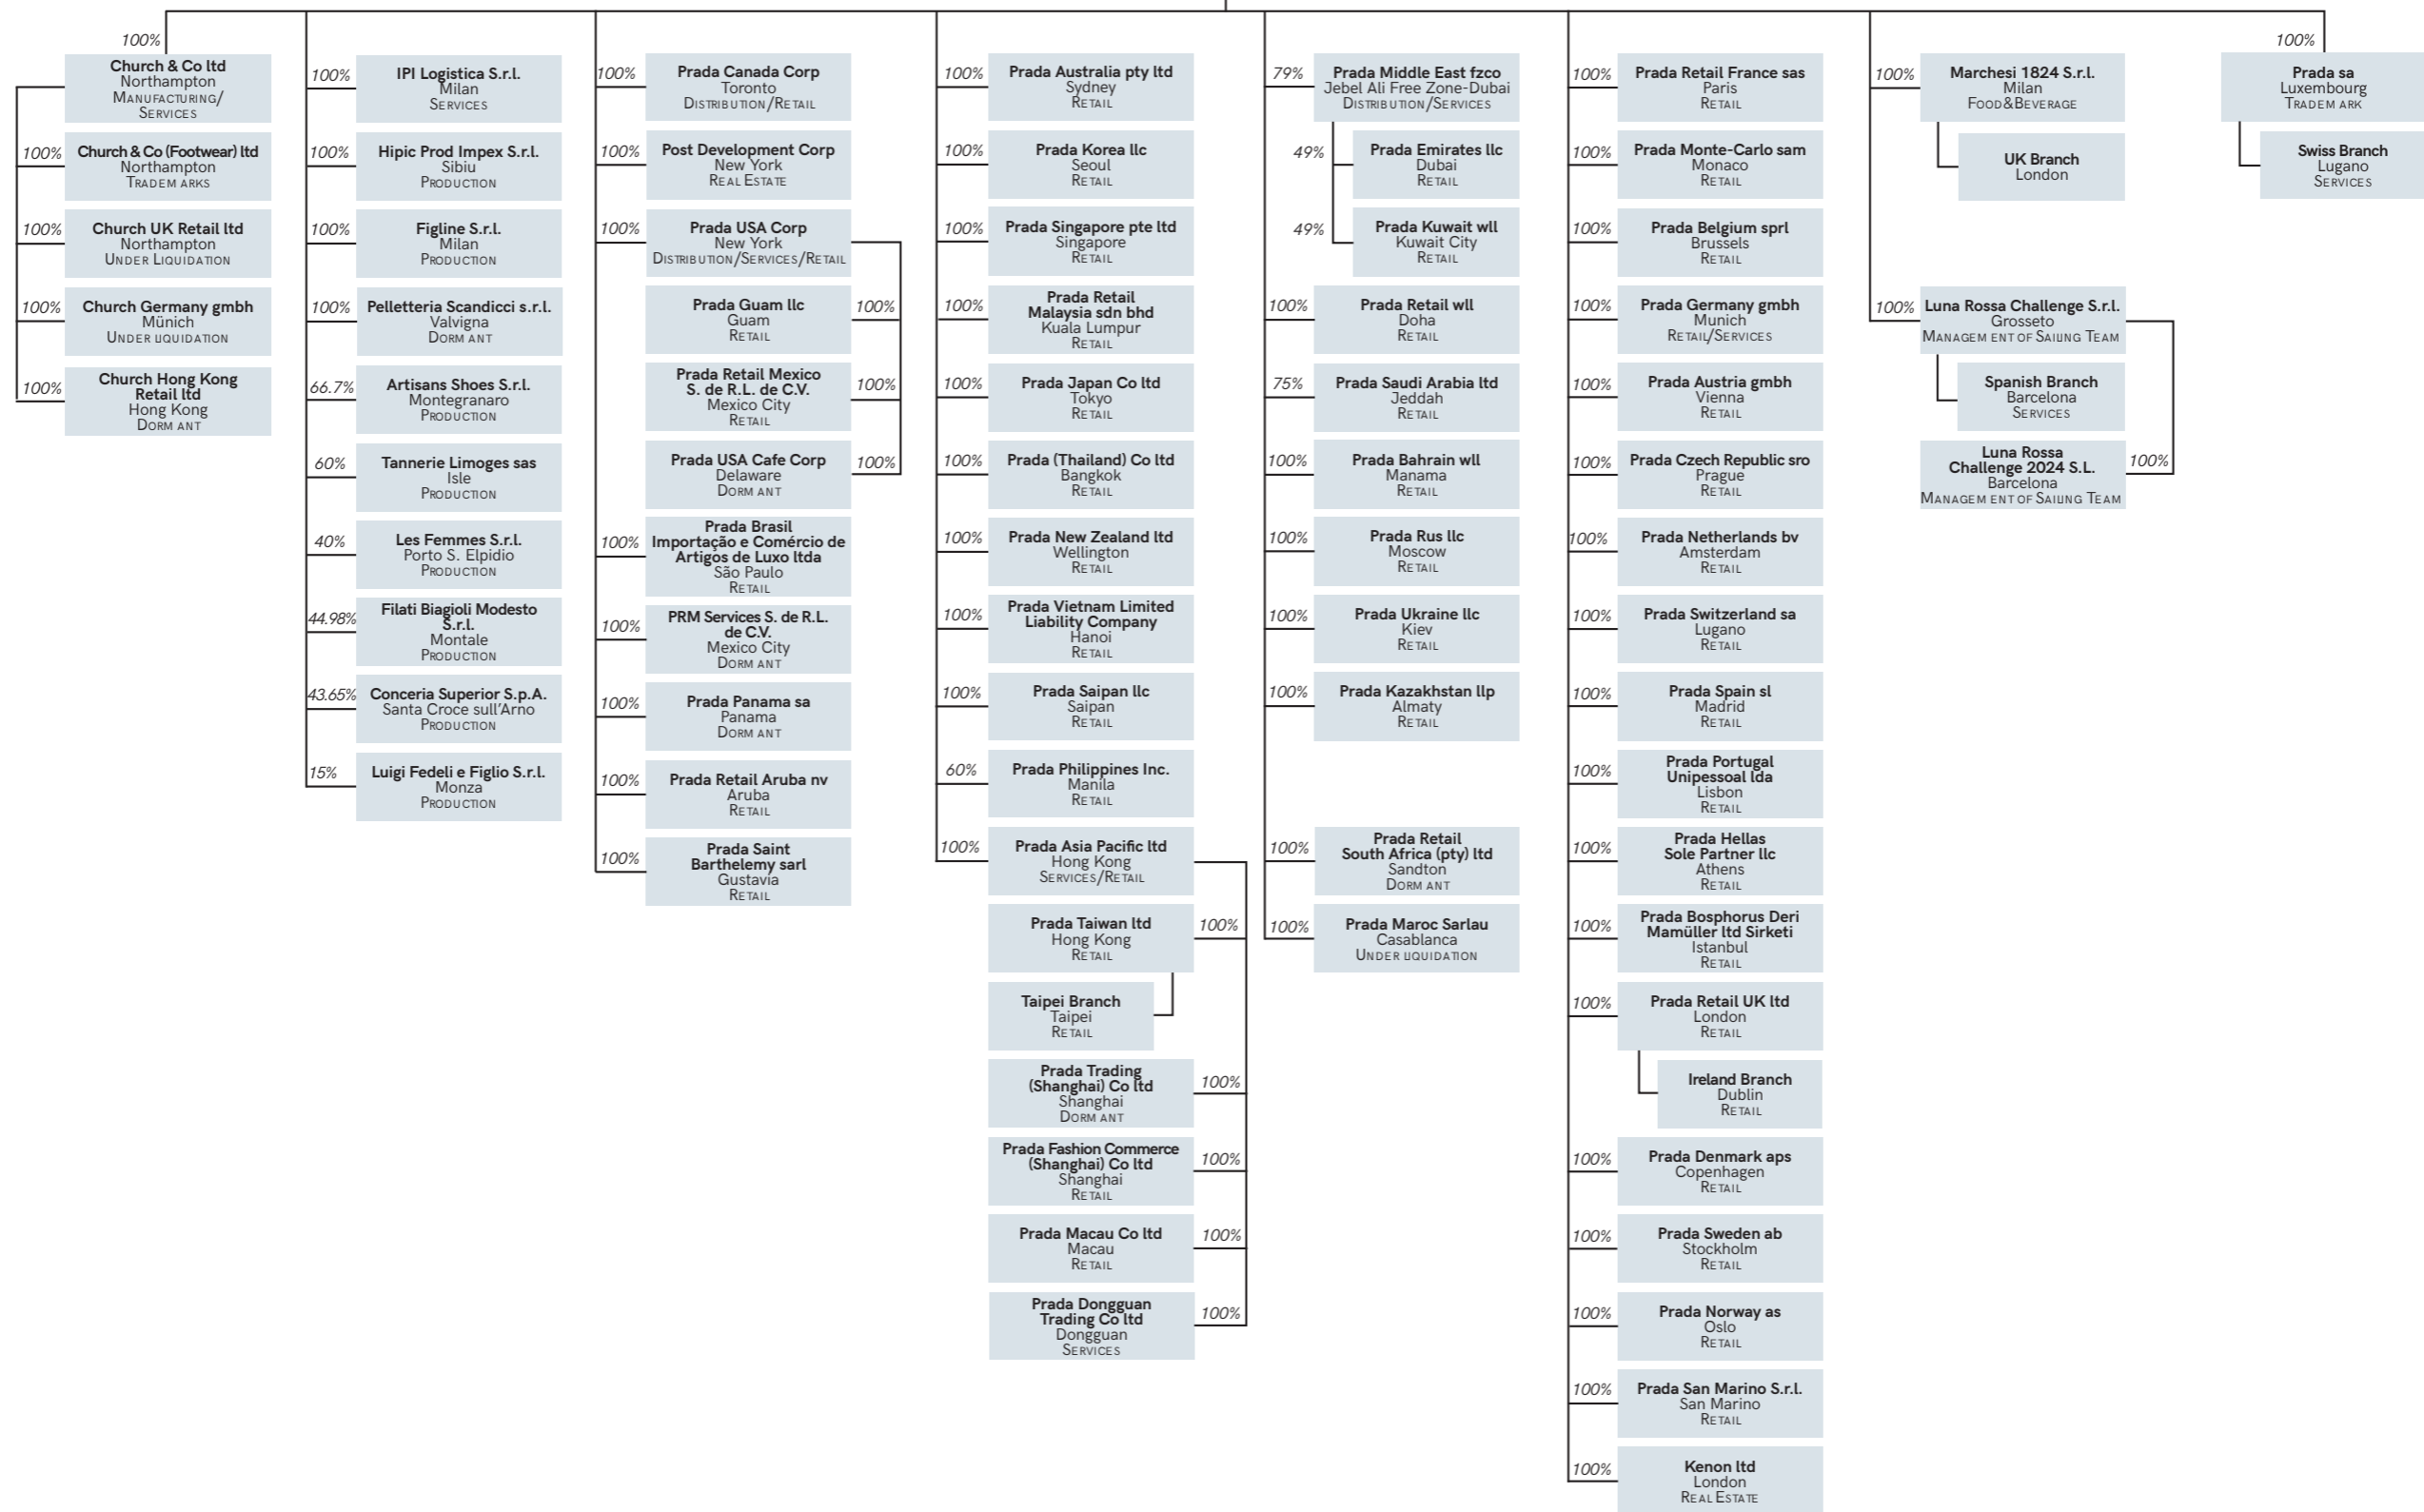 100%
Church & Co ltd
Northampton
Manufacturing/
Services
100%
Church & Co (Footwear) ltd
Northampton
Tradem arks
100%
Church UK Retail ltd
Northampton
Under Liquidation
100%
Church Germany gmbh
Münich
Under liquidation
100%
Church Hong Kong
Retail ltd
Hong Kong
Dorm ant
100%
IPI Logistica S.r.l.
Milan
Services
100%
Hipic Prod Impex S.r.l.
Sibiu
Production
100%
Figline S.r.l.
Milan
Production
100%
Pelletteria Scandicci s.r.l.
Valvigna
Dorm ant
66.7%
Artisans Shoes S.r.l.
Montegranaro
Production
60%
Tannerie Limoges sas
Isle
Production
40%
Les Femmes S.r.l.
Porto S. Elpidio
Production
44.98%
Filati Biagioli Modesto
S.r.l.
Montale
Production
43.65%
Conceria Superior S.p.A.
Santa Croce sull'Arno
Production
15%
Luigi Fedeli e Figlio S.r.l.
Monza
Production
100%
Prada Canada Corp
Toronto
Distribution/Retail
100%
Post Development Corp
New York
Real Estate
100%
Prada USA Corp
New York
Distribution/Services/Retail
Prada Guam llc
Guam
Retail
100%
Prada Retail Mexico
S. de R.L. de C.V.
Mexico City
Retail
100%
Prada USA Cafe Corp
Delaware
Dorm ant
100%
100%
Prada Brasil
Importação e Comércio de
Artigos de Luxo ltda
São Paulo
Retail
100%
PRM Services S. de R.L.
de C.V.
Mexico City
Dorm ant
100%
Prada Panama sa
Panama
Dorm ant
100%
Prada Retail Aruba nv
Aruba
Retail
100%
Prada Saint
Barthelemy sarl
Gustavia
Retail
100%
Prada Australia pty ltd
Sydney
Retail
100%
Prada Korea llc
Seoul
Retail
100%
Prada Singapore pte ltd
Singapore
Retail
100%
Prada Retail
Malaysia sdn bhd
Kuala Lumpur
Retail
100%
Prada Japan Co ltd
Tokyo
Retail
100%
Prada (Thailand) Co ltd
Bangkok
Retail
100%
Prada New Zealand ltd
Wellington
Retail
100%
Prada Vietnam Limited
Liability Company
Hanoi
Retail
100%
Prada Saipan llc
Saipan
Retail
60%
Prada Philippines Inc.
Manila
Retail
100%
Prada Asia Pacific ltd
Hong Kong
Services/Retail
Prada Taiwan ltd
Hong Kong
Retail
100%
Taipei Branch
Taipei
Retail
Prada Trading
(Shanghai) Co ltd
Shanghai
Dorm ant
100%
Prada Fashion Commerce
(Shanghai) Co ltd
Shanghai
Retail
100%
Prada Macau Co ltd
Macau
Retail
100%
Prada Dongguan
Trading Co ltd
Dongguan
Services
100%
79%
Prada Middle East fzco
Jebel Ali Free Zone-Dubai
Distribution/Services
49%
Prada Emirates llc
Dubai
Retail
49%
Prada Kuwait wll
Kuwait City
Retail
100%
Prada Retail wll
Doha
Retail
75%
Prada Saudi Arabia ltd
Jeddah
Retail
100%
Prada Bahrain wll
Manama
Retail
100%
Prada Rus llc
Moscow
Retail
100%
Prada Ukraine llc
Kiev
Retail
100%
Prada Kazakhstan llp
Almaty
Retail
100%
Prada Retail
South Africa (pty) ltd
Sandton
Dorm ant
100%
Prada Maroc Sarlau
Casablanca
Under liquidation
100%
Prada Retail France sas
Paris
Retail
100%
Prada Monte-Carlo sam
Monaco
Retail
100%
Prada Belgium sprl
Brussels
Retail
100%
Prada Germany gmbh
Munich
Retail/Services
100%
Prada Austria gmbh
Vienna
Retail
100%
Prada Czech Republic sro
Prague
Retail
100%
Prada Netherlands bv
Amsterdam
Retail
100%
Prada Switzerland sa
Lugano
Retail
100%
Prada Spain sl
Madrid
Retail
100%
Prada Portugal
Unipessoal lda
Lisbon
Retail
100%
Prada Hellas
Sole Partner llc
Athens
Retail
100%
Prada Bosphorus Deri
Mamüller ltd Sirketi
Istanbul
Retail
100%
Prada Retail UK ltd
London
Retail
Ireland Branch
Dublin
Retail
100%
Prada Denmark aps
Copenhagen
Retail
100%
Prada Sweden ab
Stockholm
Retail
100%
Prada Norway as
Oslo
Retail
100%
Prada San Marino S.r.l.
San Marino
Retail
100%
Kenon ltd
London
Real Estate
100%
Marchesi 1824 S.r.l.
Milan
Food&Beverage
UK Branch
London
100%
Luna Rossa Challenge S.r.l.
Grosseto
Managem ent of Sailing Team
Spanish Branch
Barcelona
Services
Luna Rossa
Challenge 2024 S.L.
Barcelona
Managem ent of Sailing Team
100%
100%
Prada sa
Luxembourg
Tradem ark
Swiss Branch
Lugano
Services